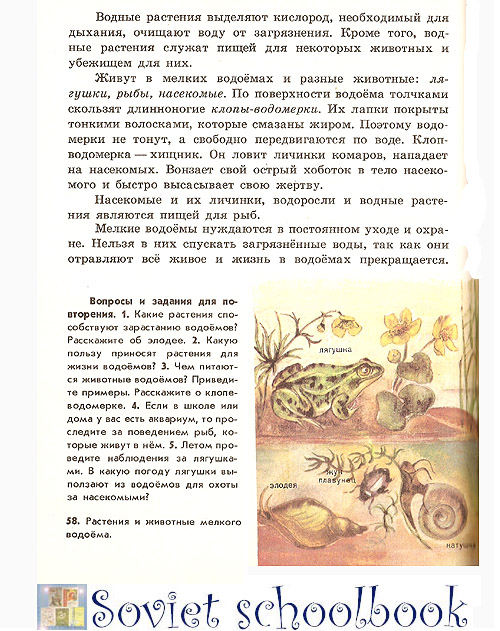 Водные растения выделяют кислород, необходимый для
дыхания, очищают воду от загрязнения. Кроме того, вод-
ные растения служат пищей для некоторых животных и
убежищем для них.
Живут в мелких водоёмах и разные животные: ля-
гушки, рыбы, насекомые. По поверхности водоёма толчками
скользят длинноногие клопы-водомерки. Их лапки покрыты
тонкими волосками, которые смазаны жиром. Поэтому водо-
мерки не тонут, а свободно передвигаются по воде. Клоп-
водомерка — хищник. Он ловит личинки комаров, нападает
на насекомых. Вонзает свой острый хоботок в тело насеко-
мого и быстро высасывает свою жертву.
Насекомые и их личинки, водоросли и водные расте-
ния являются пищей для рыб.
Мелкие водоёмы нуждаются в постоянном уходе и охра-
не. Нельзя в них спускать загрязнённые воды, так как они
отравляют всё живое и жизнь в водоёмах прекращается.
Вопросы и задания для по-
вторения. 1. Какие растения спо-
собствуют зарастанию водоёмов?
Расскажите об элодее. 2. Какую
пользу приносят растения для
жизни водоёмов? 3. Чем питают-
ся животные водоёмов? Приведи-
те примеры. Расскажите о клопе-
водомерке. 4. Если в школе или
дома у вас есть аквариум, то про-
следите за поведением рыб, ко-
торые живут в нём. 5. Летом про-
ведите наблюдения за лягушка-
ми. В какую погоду лягушки вы-
ползают из водоёмов для охоты
за насекомыми?
58. Растения и животные мелкого
водоёма.
лягушка
жук
плавунец
элодея
катушка
Soviet schoolbook